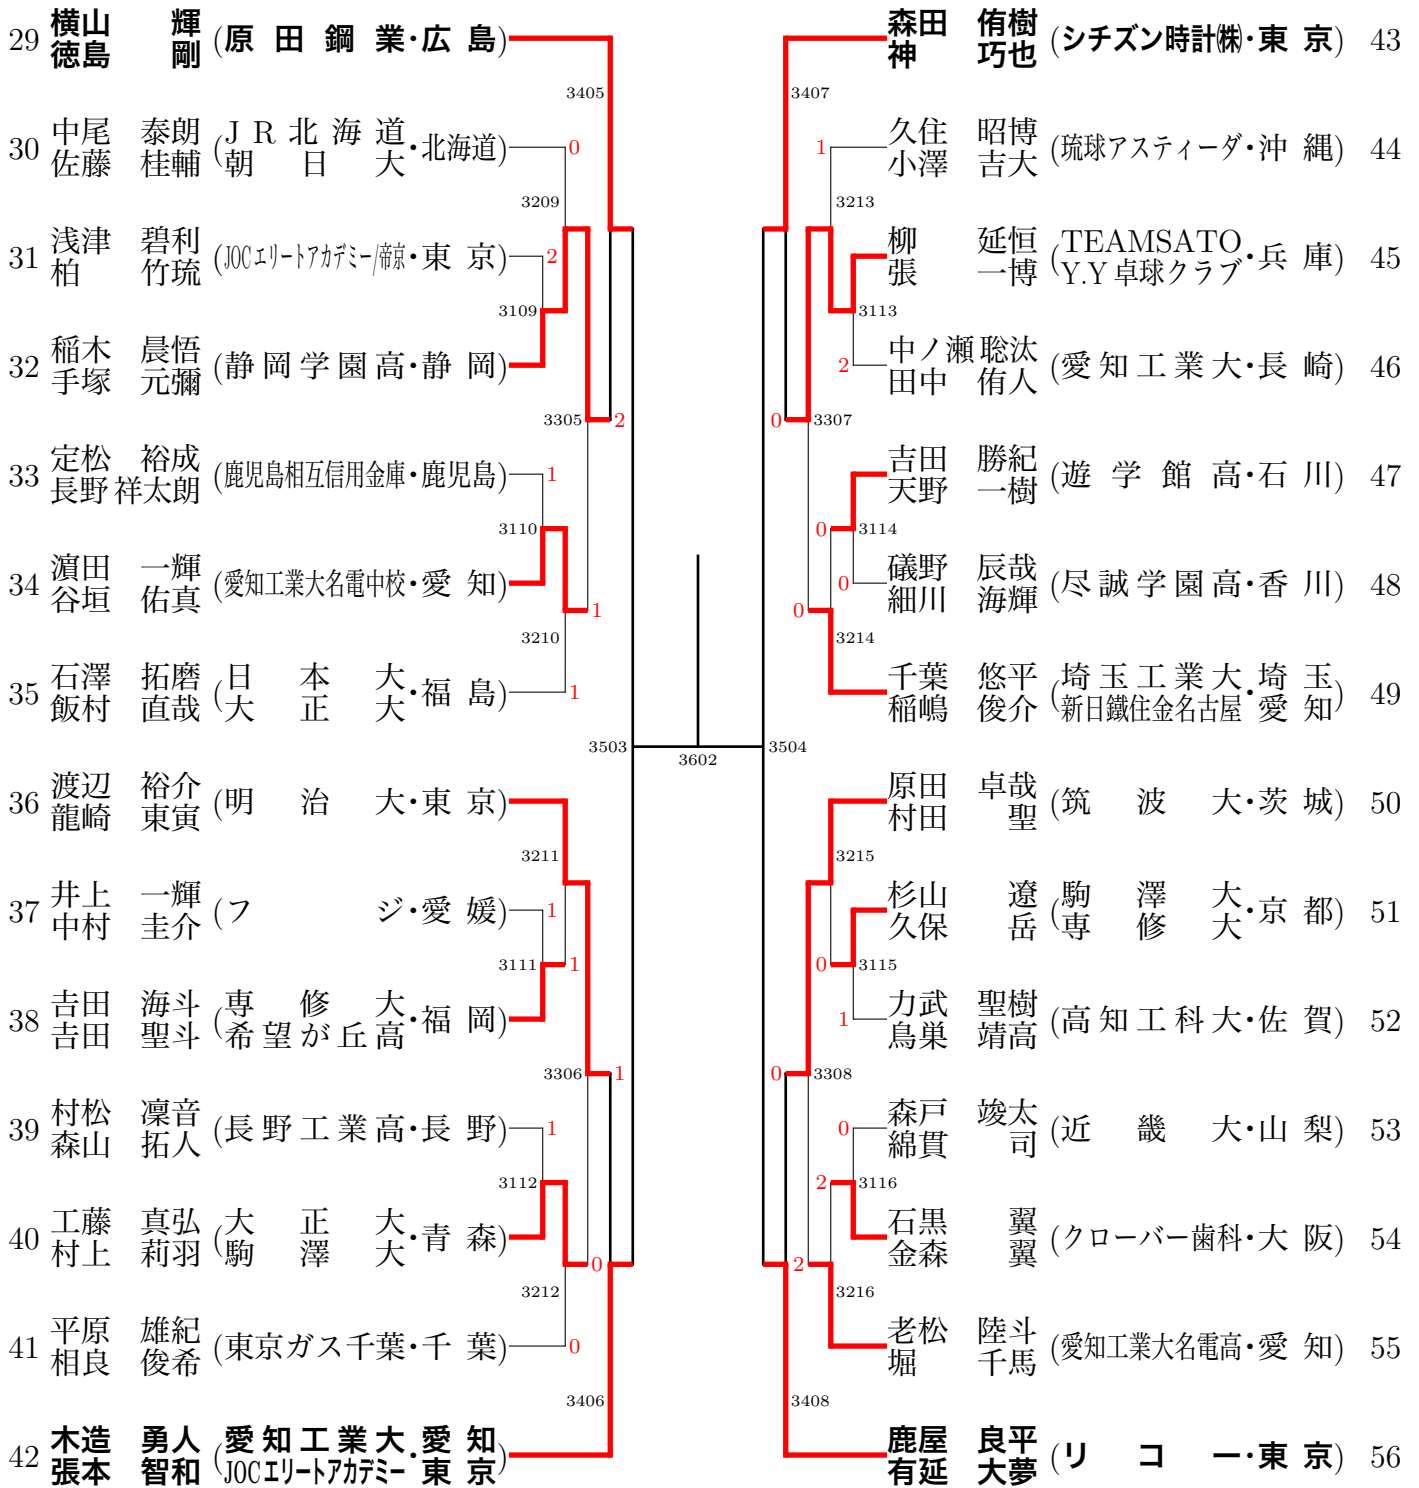 29 横山 輝 (原田鋼業・広島)
徳島 剛
3405
30 中尾 泰朗 (JR北海道・北海道) 0
佐藤 桂輔 朝日大
3209
31 浅津 碧利 (JOCエリートアカデミー/帝京・東京) 2
柏 竹琉
3109
32 稲木 晨悟 (静岡学園高・静岡)
手塚 元彌
3305 2
33 定松 裕成 (鹿児島相互信用金庫・鹿児島) 1
長野 祥太朗
3110
34 濵田 一輝 (愛知工業大名電中校・愛知)
谷垣 佑真
1
3210
35 石澤 拓磨 (日本大・福島) 1
飯村 直哉 大正大
3503 3602 3504
36 渡辺 裕介 (明治大・東京)
龍崎 東寅
3211
37 井上 一輝 (フジ・愛媛) 1
中村 圭介
3111 1
38 吉田 海斗 (専修大・福岡)
吉田 聖斗 希望が丘高
3306 1
39 村松 凜音 (長野工業高・長野) 1
森山 拓人
3112
40 工藤 真弘 (大正大・青森)
村上 莉羽 駒澤大
0
3212
41 平原 雄紀 (東京ガス千葉・千葉) 0
相良 俊希
3406
42 木造 勇人 (愛知工業大・愛知)
張本 智和 JOCエリートアカデミー・東京
森田 侑樹 (シチズン時計㈱・東京) 43
神 巧也
3407
1 久住 昭博 (琉球アスティーダ・沖縄) 44
小澤 吉大
3213
柳 延恒 (TEAMSATO・兵庫) 45
張 一博 Y.Y卓球クラブ
3113
2 中ノ瀬 聡汰 (愛知工業大・長崎) 46
田中 侑人
0 3307
吉田 勝紀 (遊学館高・石川) 47
天野 一樹
0 3114
0 礒野 辰哉 (尽誠学園高・香川) 48
細川 海輝
0
3214
千葉 悠平 (埼玉工業大・埼玉) 49
稲嶋 俊介 新日鐵住金名古屋・愛知
原田 卓哉 (筑波大・茨城) 50
村田 聖
3215
杉山 遼 (駒澤大・京都) 51
久保 岳 専修大
0 3115
1 力武 聖樹 (高知工科大・佐賀) 52
鳥巣 靖高
0 3308
0 森戸 竣太 (近畿大・山梨) 53
綿貫 司
2 3116
石黒 翼 (クローバー歯科・大阪) 54
金森 翼
2
3216
老松 陸斗 (愛知工業大名電高・愛知) 55
堀 千馬
3408
鹿屋 良平 (リコー・東京) 56
有延 大夢